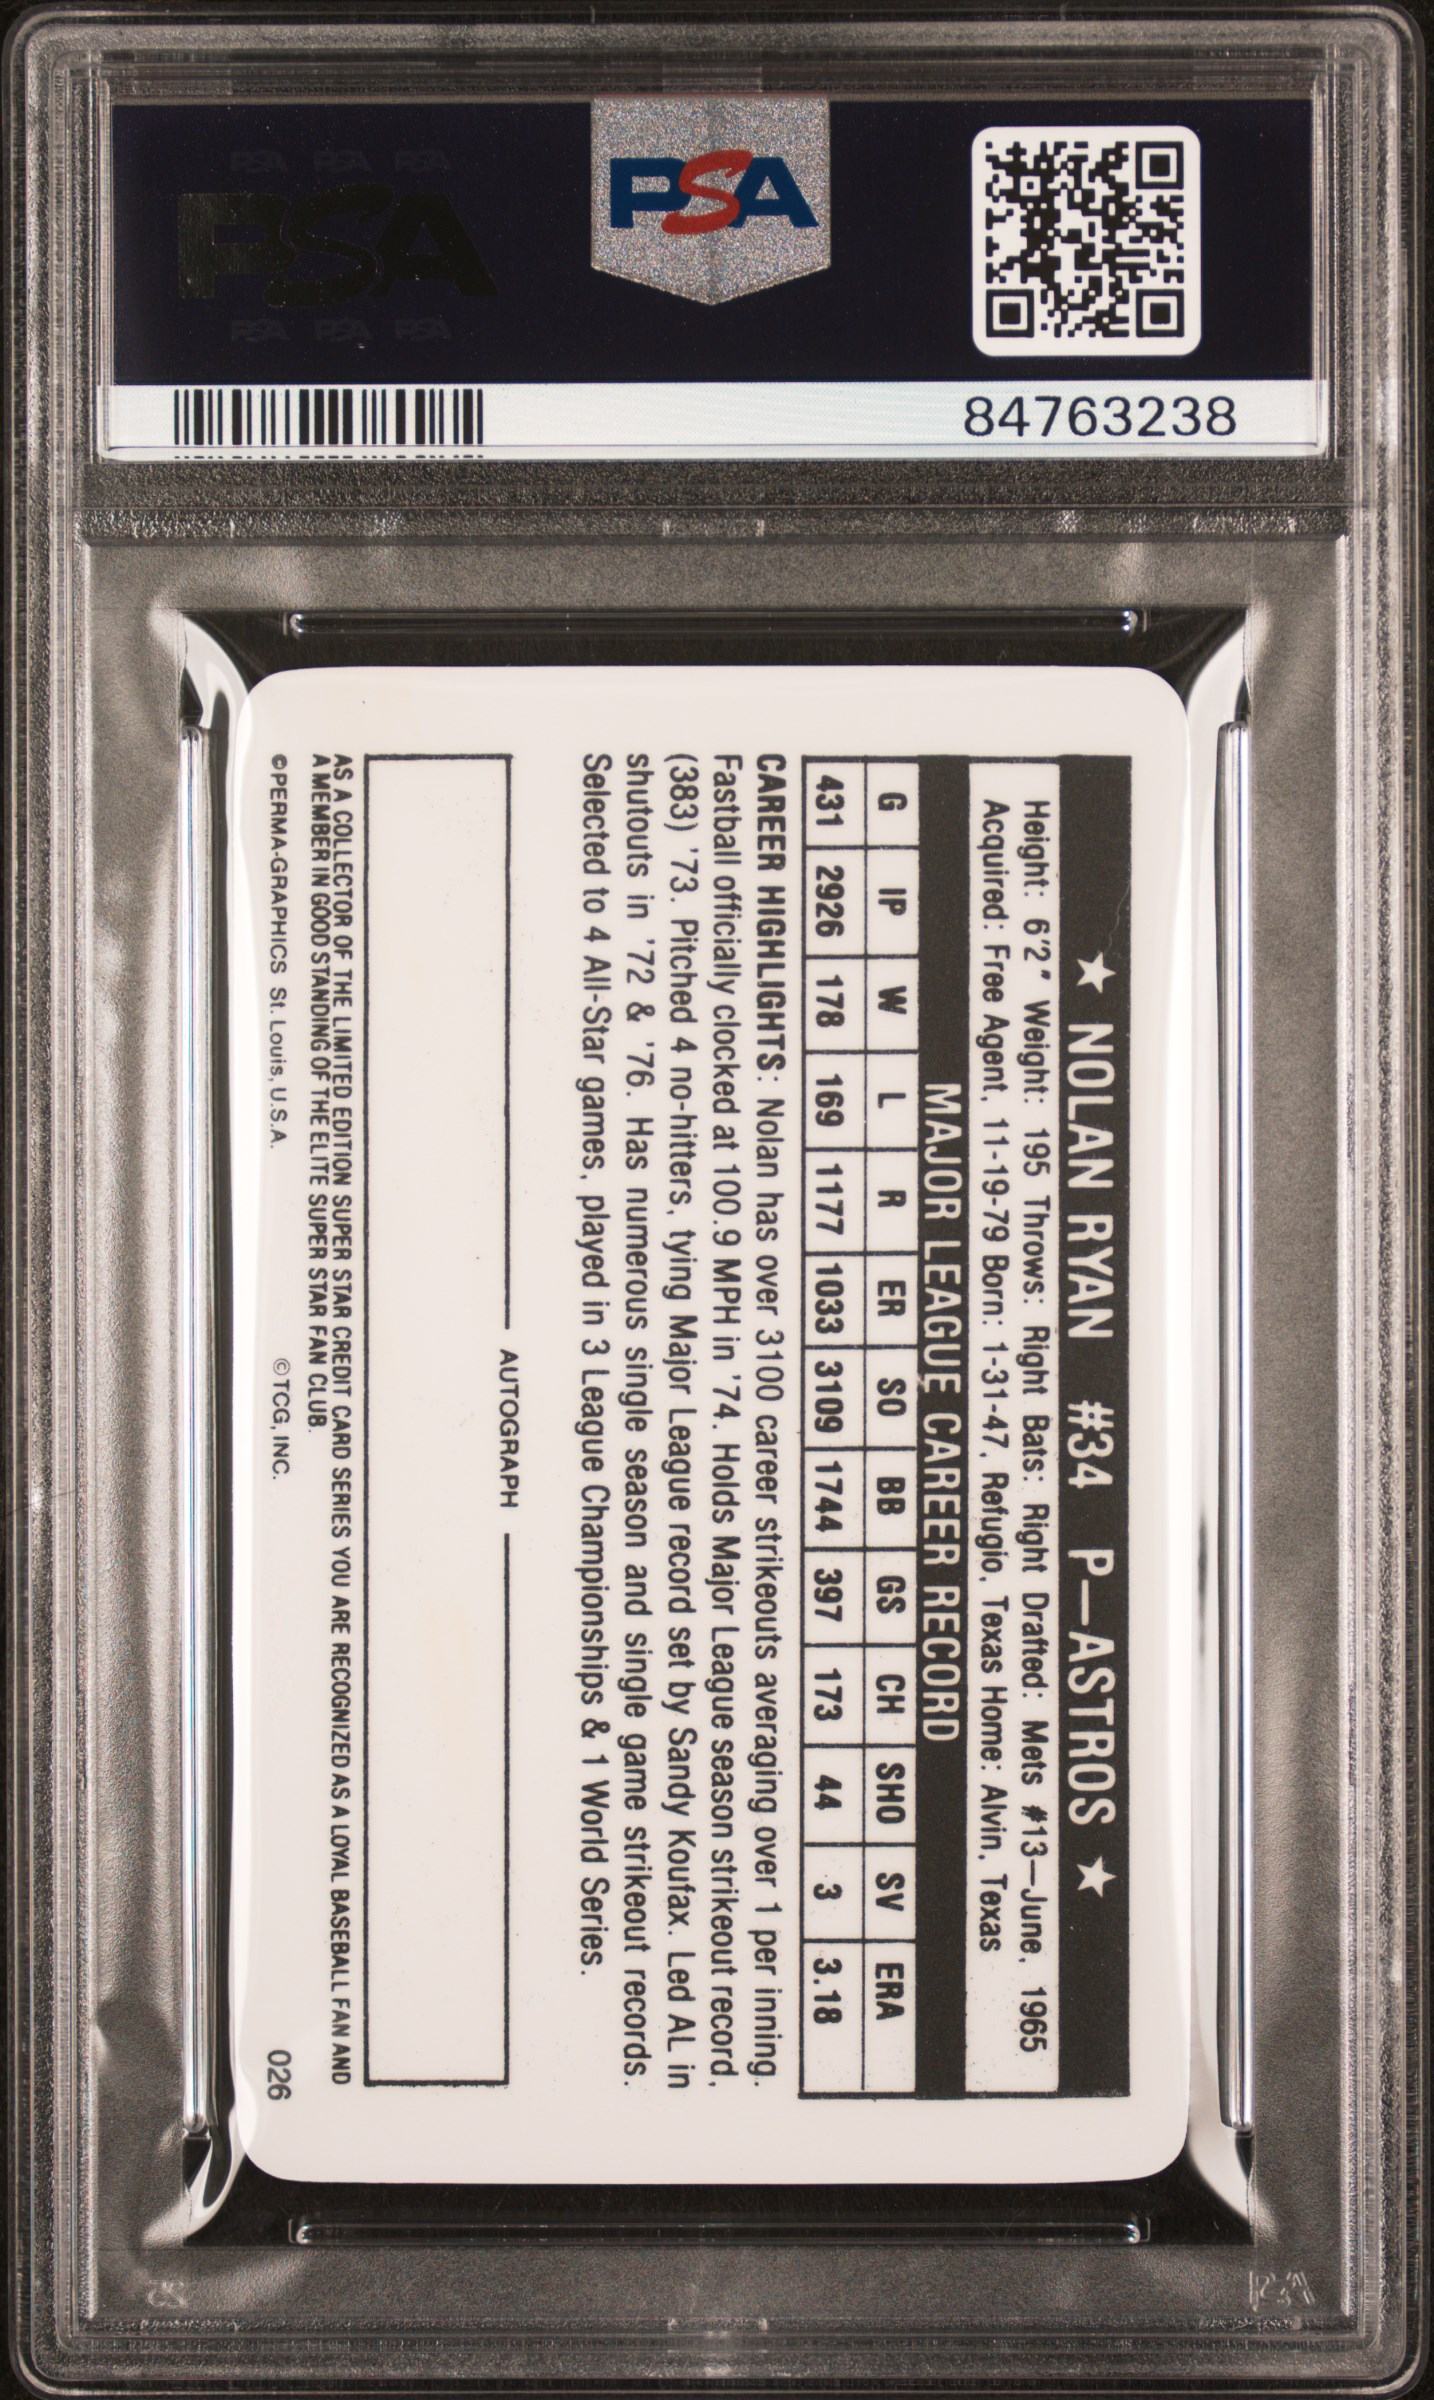 PSA PSA PSA
PSA
PSA PSA PSA
PSA
84763238
★ NOLAN RYAN #34 P—ASTROS ★
Height: 6'2" Weight: 195 Throws: Right Bats: Right Drafted: Mets #13—June, 1965
Acquired: Free Agent, 11-19-79 Born: 1-31-47, Refugio, Texas Home: Alvin, Texas
MAJOR LEAGUE CAREER RECORD
G IP W L R ER SO BB GS CH SHO SV ERA
431 2926 178 169 1177 1033 3109 1744 397 173 44 3 3.18
CAREER HIGHLIGHTS: Nolan has over 3100 career strikeouts averaging over 1 per inning.
Fastball officially clocked at 100.9 MPH in '74. Holds Major League season strikeout record,
(383) '73. Pitched 4 no-hitters, tying Major League record set by Sandy Koufax. Led AL in
shutouts in '72 & '76. Has numerous single season and single game strikeout records.
Selected to 4 All-Star games, played in 3 League Championships & 1 World Series.
AUTOGRAPH
AS A COLLECTOR OF THE LIMITED EDITION SUPER STAR CREDIT CARD SERIES YOU ARE RECOGNIZED AS A LOYAL BASEBALL FAN AND
A MEMBER IN GOOD STANDING OF THE ELITE SUPER STAR FAN CLUB.
©PERMA-GRAPHICS St. Louis, U.S.A. ©TCG, INC. 026